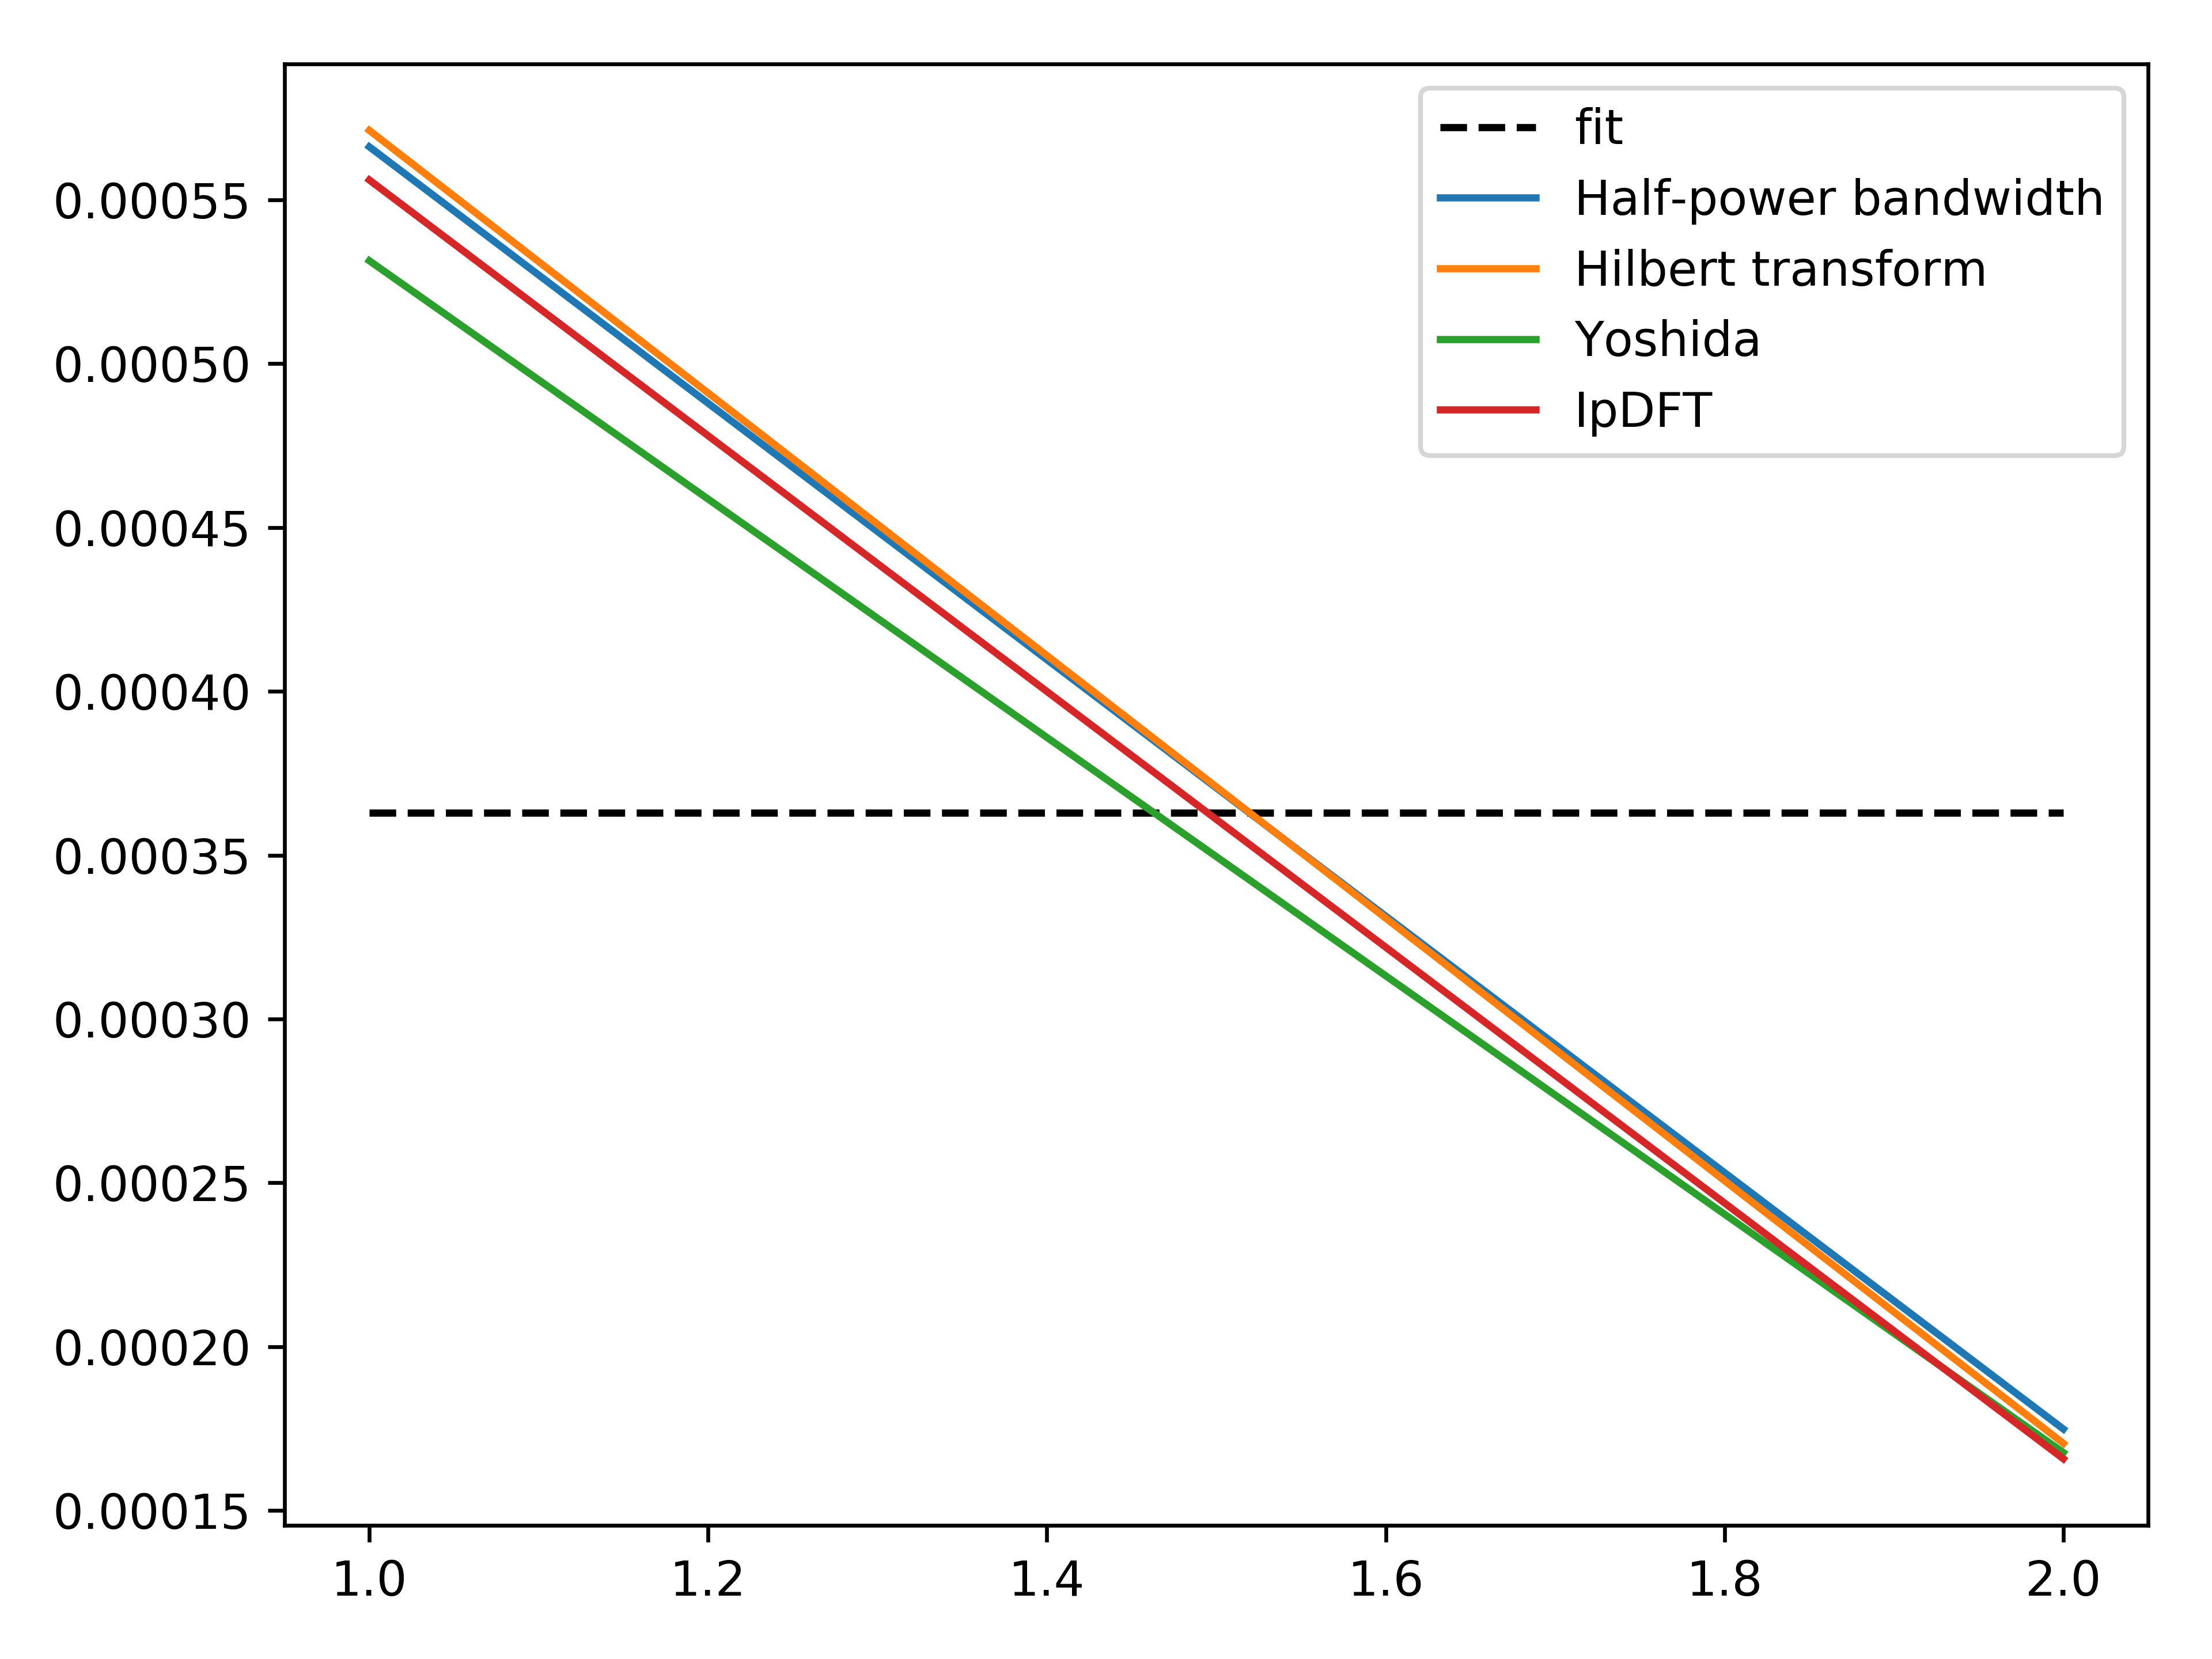 fit
Half-power bandwidth
Hilbert transform
Yoshida
IpDFT
0.00055
0.00050
0.00045
0.00040
0.00035
0.00030
0.00025
0.00020
0.00015
1.0 1.2 1.4 1.6 1.8 2.0